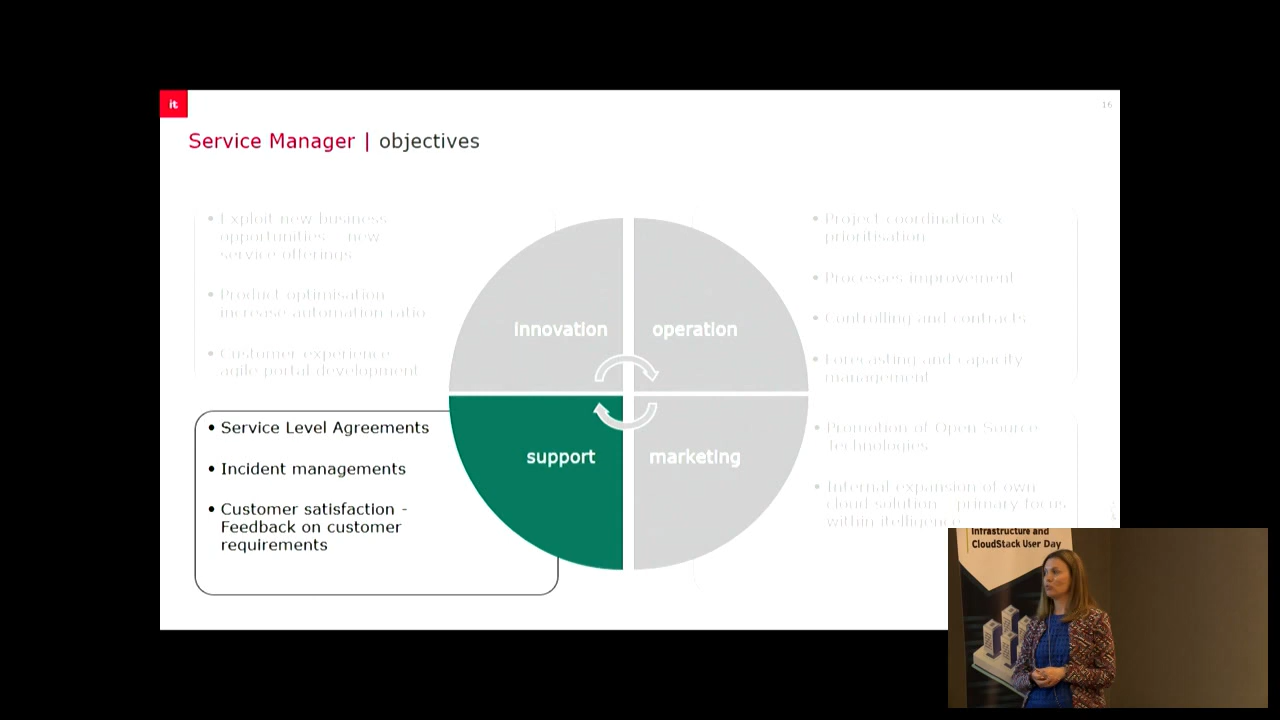 it
16
Service Manager | objectives
• Exploit new business
opportunities – new
service offerings
• Product optimisation
increase automation ratio
• Customer experience
agile portal development
innovation
operation
• Project coordination &
prioritisation
• Processes improvement
• Controlling and contracts
• Forecasting and capacity
management
• Service Level Agreements
• Incident managements
• Customer satisfaction -
Feedback on customer
requirements
support
marketing
• Promotion of Open Source
Technologies
• Internal expansion of own
cloud solution – primary focus
within itelligence
Infrastructure and
CloudStack User Day